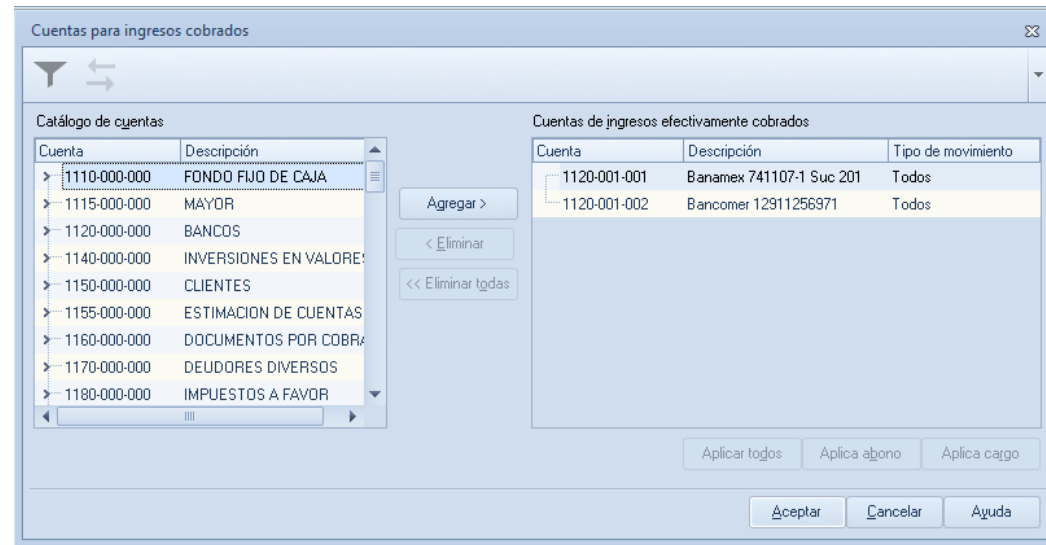 Cuentas para ingresos cobrados
Catálogo de cuentas
Cuenta Descripción
1110-000-000 FONDO FIJO DE CAJA
1115-000-000 MAYOR
1120-000-000 BANCOS
1140-000-000 INVERSIONES EN VALORES
1150-000-000 CLIENTES
1155-000-000 ESTIMACION DE CUENTAS
1160-000-000 DOCUMENTOS POR COBRA
1170-000-000 DEUDORES DIVERSOS
1180-000-000 IMPUESTOS A FAVOR
Agregar >
< Eliminar
<< Eliminar todas
Cuentas de ingresos efectivamente cobrados
Cuenta Descripción Tipo de movimiento
1120-001-001 Banamex 741107-1 Suc 201 Todos
1120-001-002 Bancomer 12911256971 Todos
Aplicar todos Aplica abono Aplica cargo
Aceptar Cancelar Ayuda